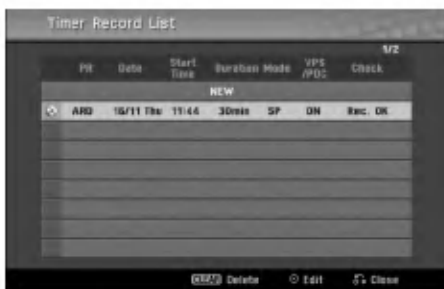 Timer Record List
1/2
PR Date Start Time Duration Mode VPS /PDC Check
NEW
ARD 16/11 Thu 11:44 30min SP ON Rec. OK
CLEAR Delete Edit Close